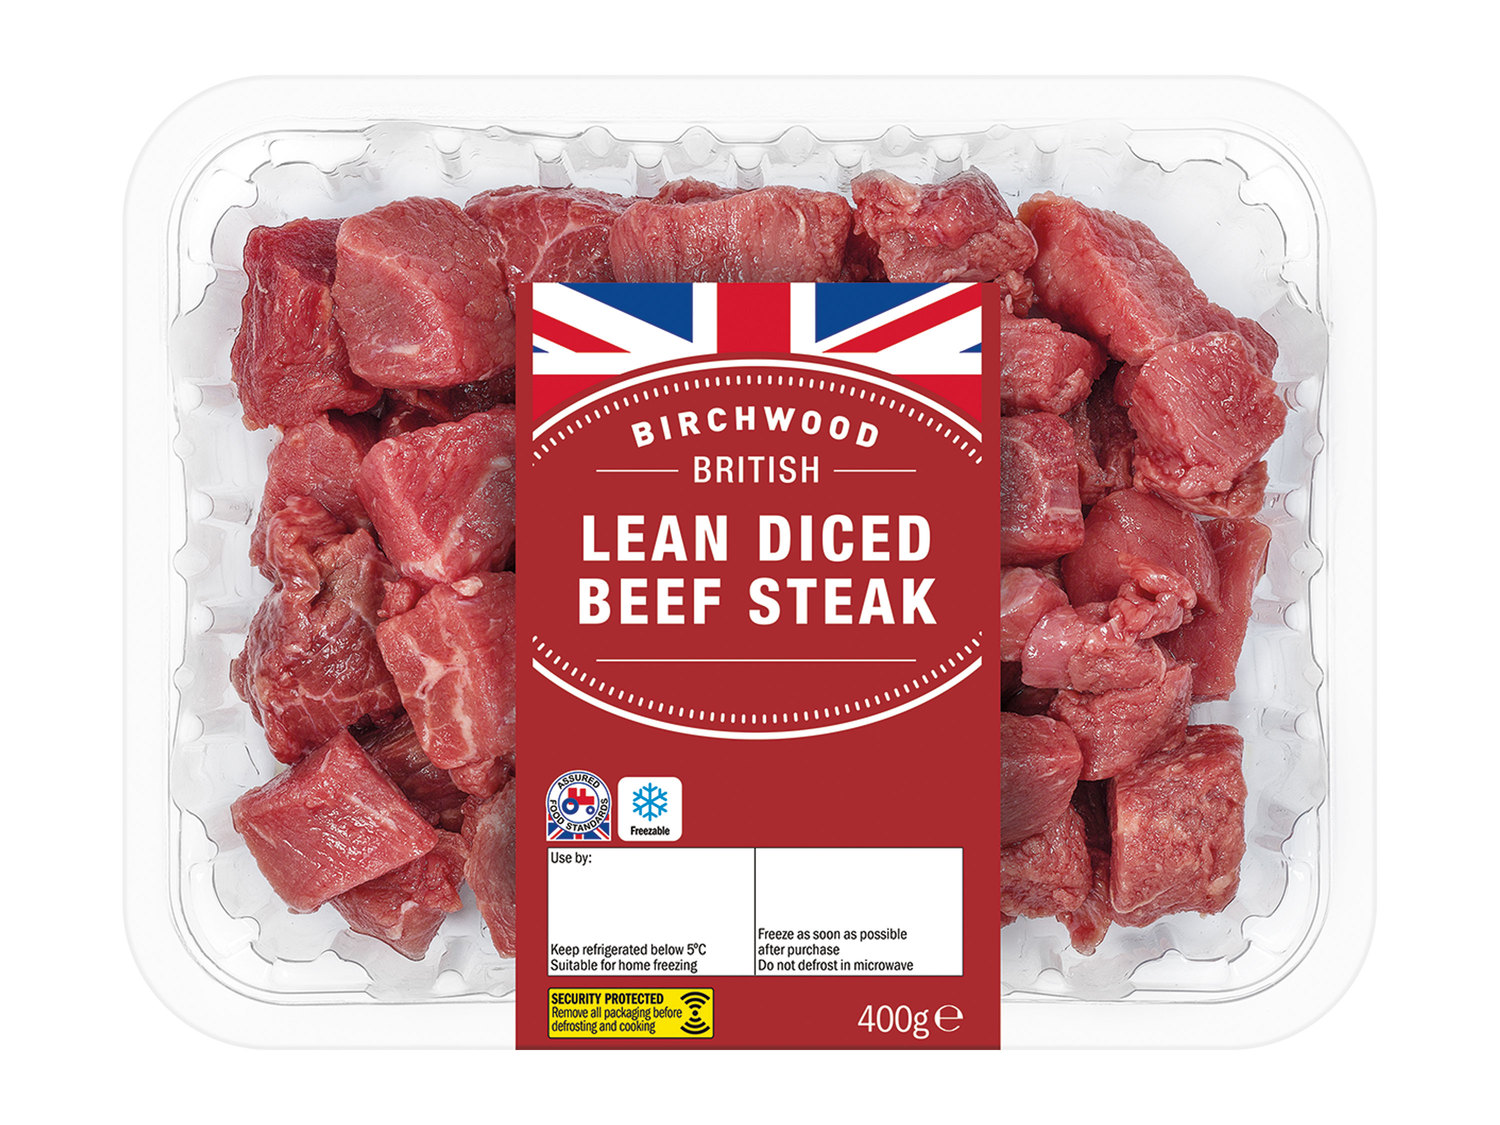 BIRCHWOOD
BRITISH
LEAN DICED
BEEF STEAK
ASSURED
FOOD STANDARDS
Freezable
Use by:
Keep refrigerated below 5°C
Suitable for home freezing
Freeze as soon as possible
after purchase
Do not defrost in microwave
SECURITY PROTECTED
Remove all packaging before
defrosting and cooking
400g ℮